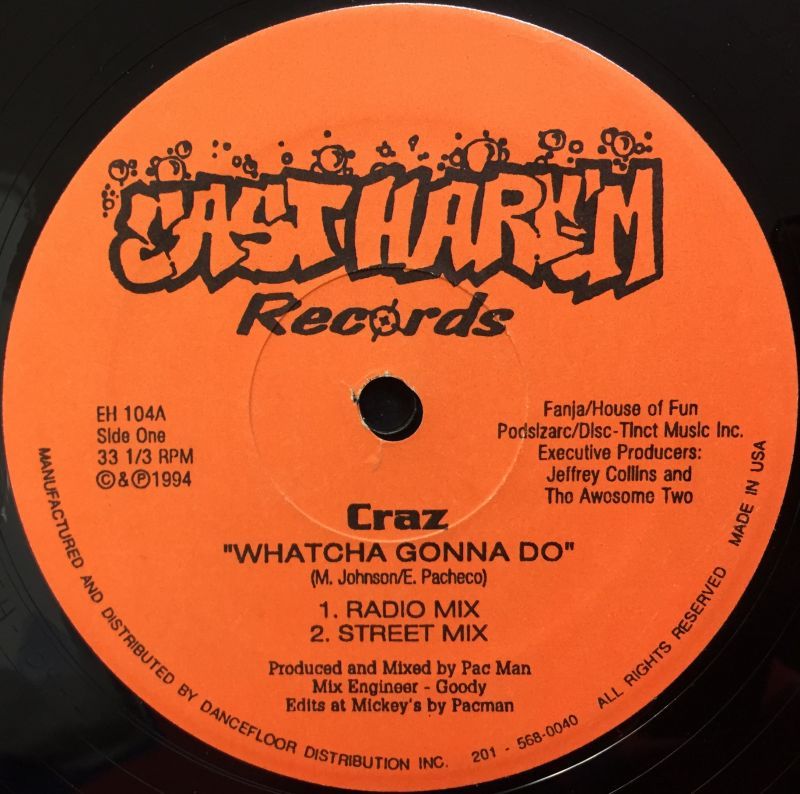 EAST HARL'M
Records
EH 104A
Side One
33 1/3 RPM
©&℗1994
Fanja/House of Fun
Podsizarc/Disc-Tinct Music Inc.
Executive Producers:
Jeffrey Collins and
The Awosome Two
Craz
"WHATCHA GONNA DO"
(M. Johnson/E. Pacheco)
1. RADIO MIX
2. STREET MIX
Produced and Mixed by Pac Man
Mix Engineer - Goody
Edits at Mickey's by Pacman
MANUFACTURED AND DISTRIBUTED BY DANCEFLOOR DISTRIBUTION INC. 201 - 568-0040 ALL RIGHTS RESERVED MADE IN USA